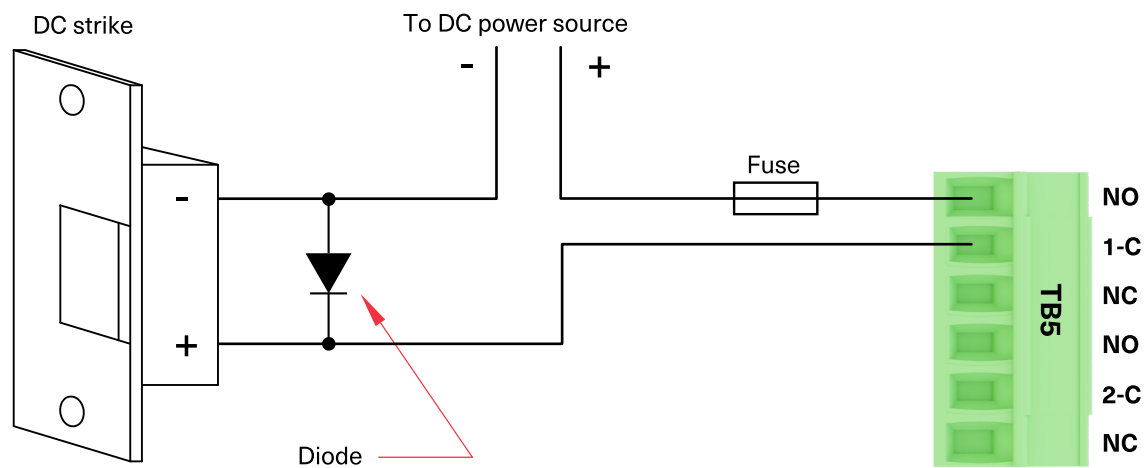 DC strike
To DC power source
- +
Fuse
-
+
Diode
TB5
NO
1-C
NC
NO
2-C
NC